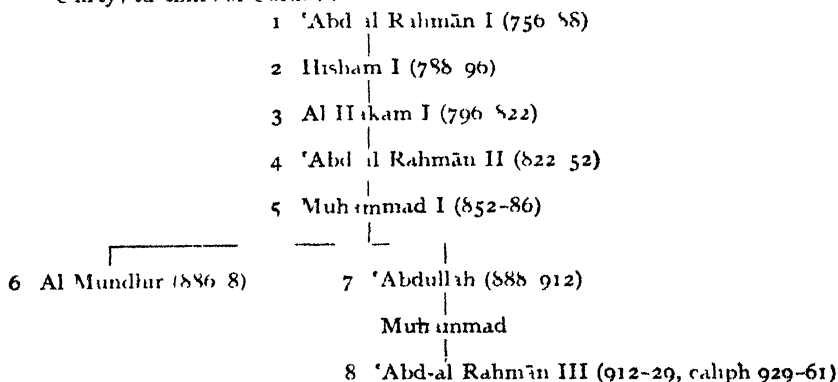 1 ‘Abd al Rahmān I (756 88)
2 Hisham I (788 96)
3 Al Hakam I (796 822)
4 ‘Abd al Rahmān II (822 52)
5 Muhammad I (852-86)
6 Al Mundhir (886 8) 7 ‘Abdullah (888 912)
Muhammad
8 ‘Abd-al Rahmān III (912-29, caliph 929-61)